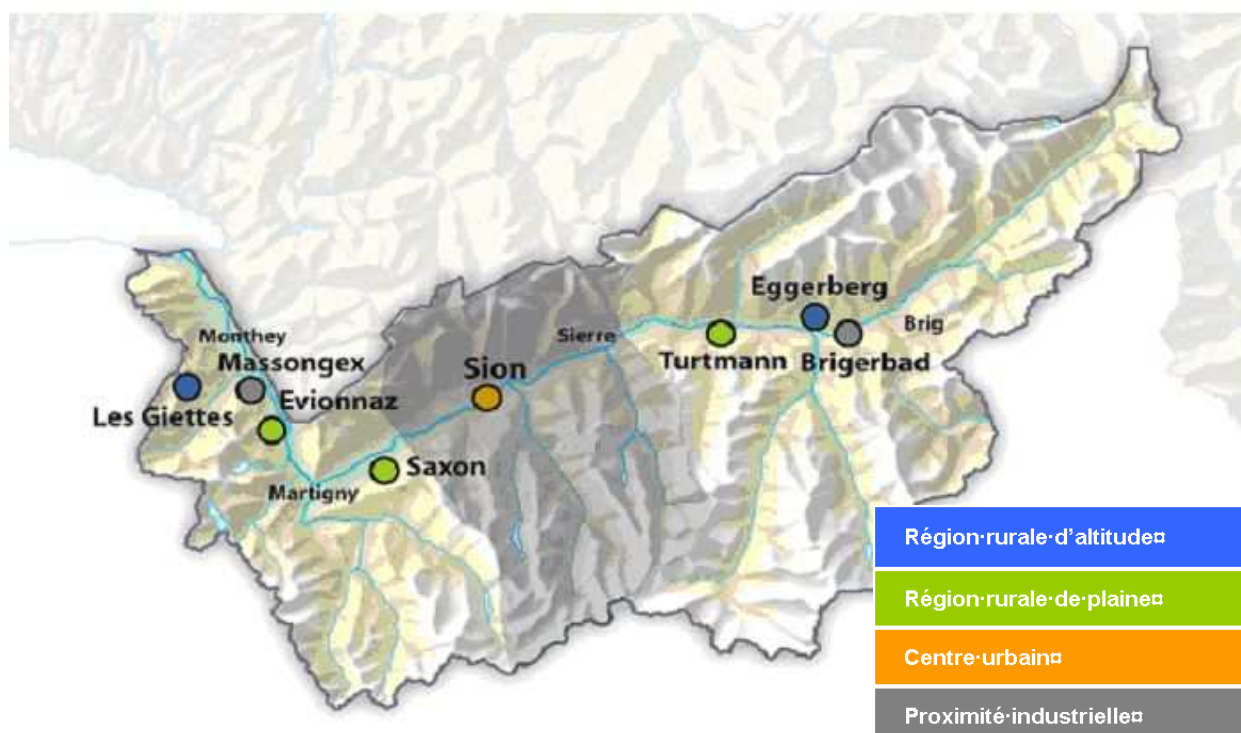 Eggerberg
Brig
Monthey
Sierre
Massongex
Sion
Turtmann
Brigerbad
Les Giettes
Evionnaz
Saxon
Martigny
Région·rurale·d'altitude¤
Région·rurale·de·plaine¤
Centre·urbain¤
Proximité·industrielle¤